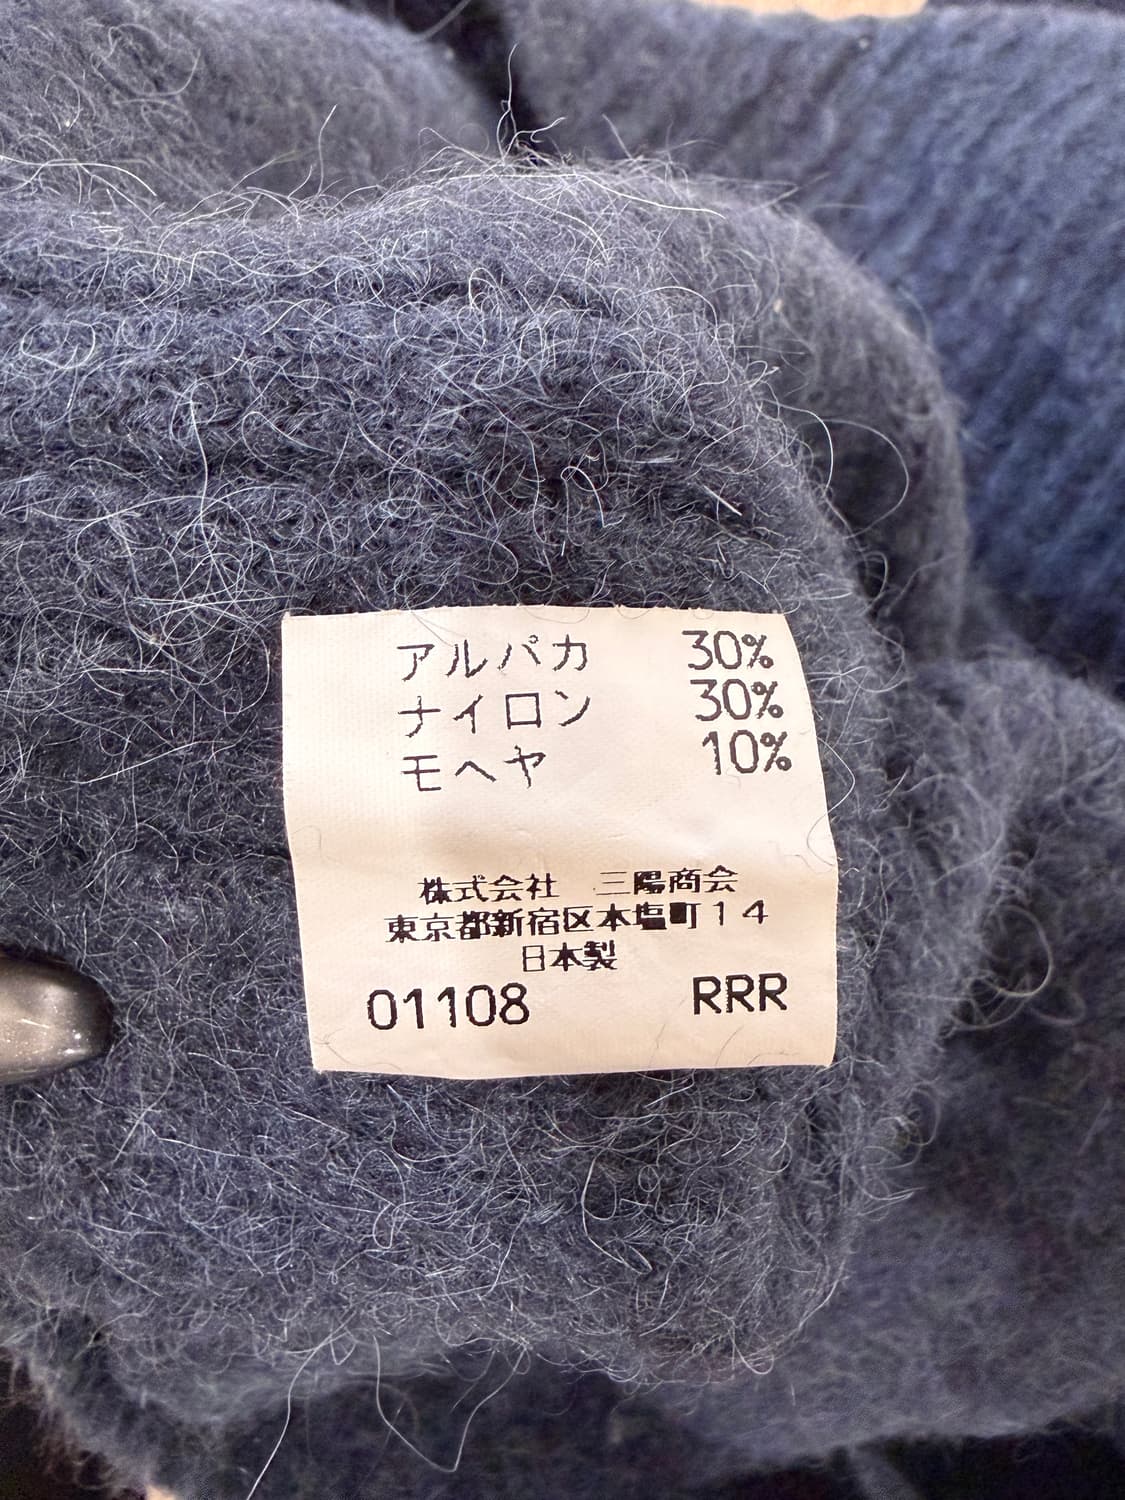 アルパカ 30%
ナイロン 30%
モヘヤ 10%
株式会社 三陽商会
東京都新宿区本塩町14
日本製
01108 RRR